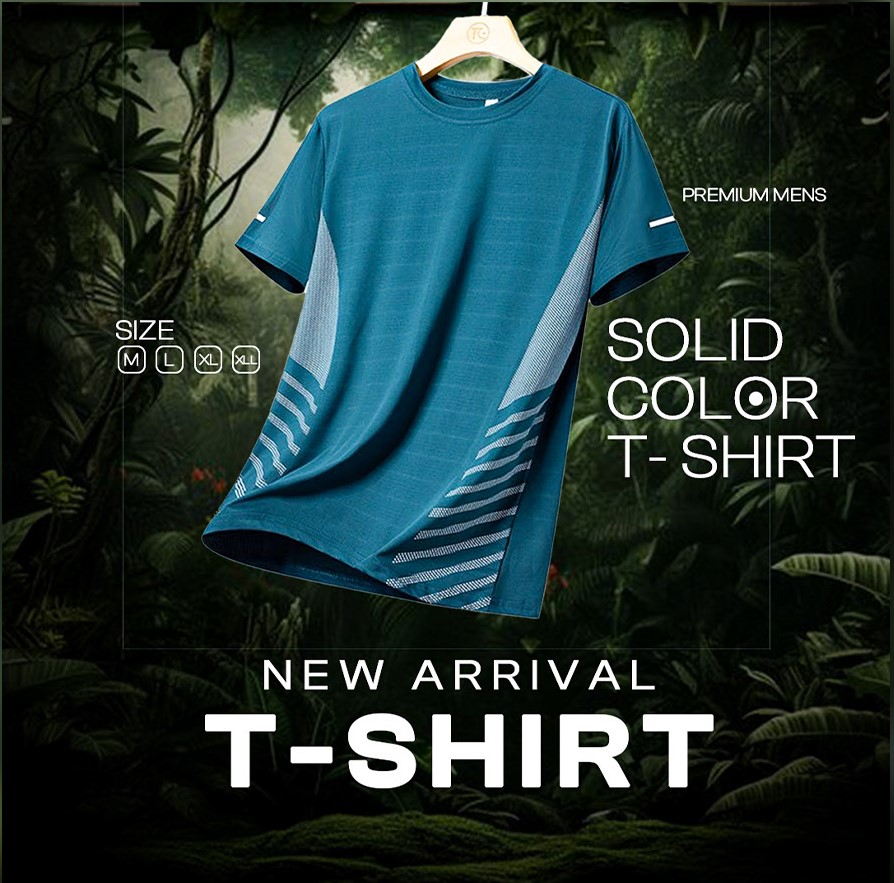 PREMIUM MENS
SIZE
M L XL XLL
SOLID
COLOR
T- SHIRT
NEW ARRIVAL
T-SHIRT